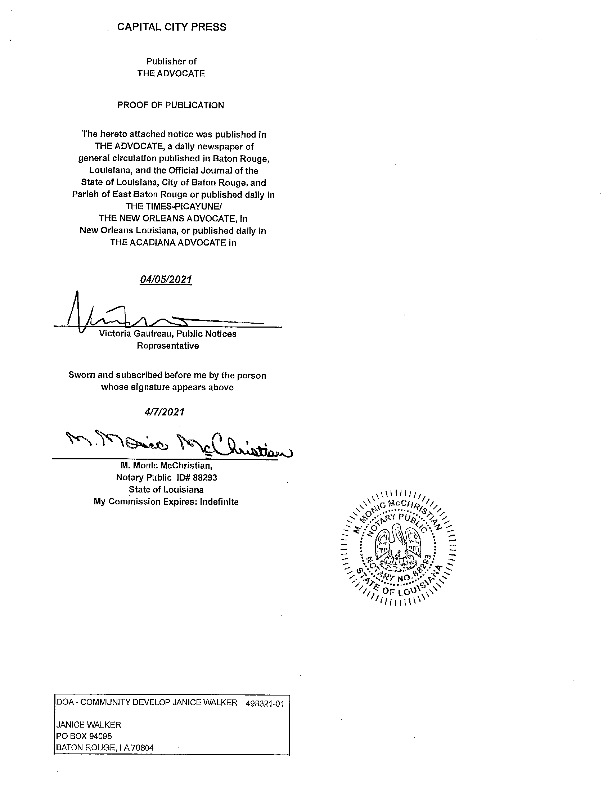 CAPITAL CITY PRESS
Publisher of
THE ADVOCATE
PROOF OF PUBLICATION
The hereto attached notice was published in
THE ADVOCATE, a daily newspaper of
general circulation published in Baton Rouge,
Louisiana, and the Official Journal of the
State of Louisiana, City of Baton Rouge, and
Parish of East Baton Rouge or published daily in
THE TIMES-PICAYUNE/
THE NEW ORLEANS ADVOCATE, in
New Orleans Louisiana, or published daily in
THE ACADIANA ADVOCATE in
04/05/2021
Victoria Gautreau, Public Notices
Representative
Sworn and subscribed before me by the person
whose signature appears above
4/7/2021
M. Monic McChristian
M. Monic McChristian,
Notary Public ID# 88293
State of Louisiana
My Commission Expires: Indefinite
M. MONIC McCHRISTIAN
NOTARY PUBLIC
NOTARY NO. 88293
STATE OF LOUISIANA
DOA - COMMUNITY DEVELOP JANICE WALKER 498321-01
JANICE WALKER
PO BOX 94095
BATON ROUGE, LA 70804